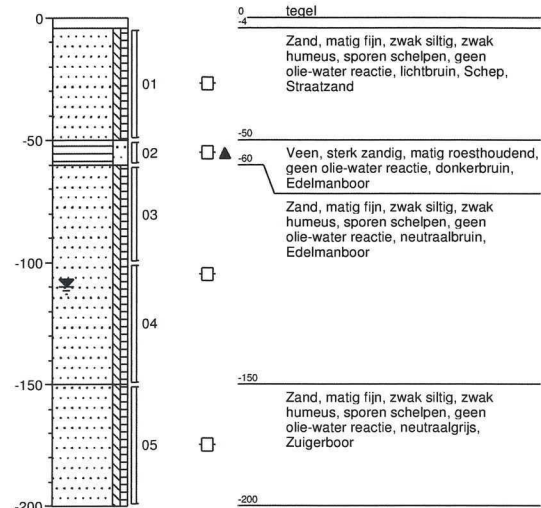 0
-50
-100
-150
-200
01
02
03
04
05
0
tegel
-4
Zand, matig fijn, zwak siltig, zwak
humeus, sporen schelpen, geen
olie-water reactie, lichtbruin, Schep,
Straatzand
-50
Veen, sterk zandig, matig roesthoudend,
geen olie-water reactie, donkerbruin,
Edelmanboor
-60
Zand, matig fijn, zwak siltig, zwak
humeus, sporen schelpen, geen
olie-water reactie, neutraalbruin,
Edelmanboor
-150
Zand, matig fijn, zwak siltig, zwak
humeus, sporen schelpen, geen
olie-water reactie, neutraalgrijs,
Zuigerboor
-200